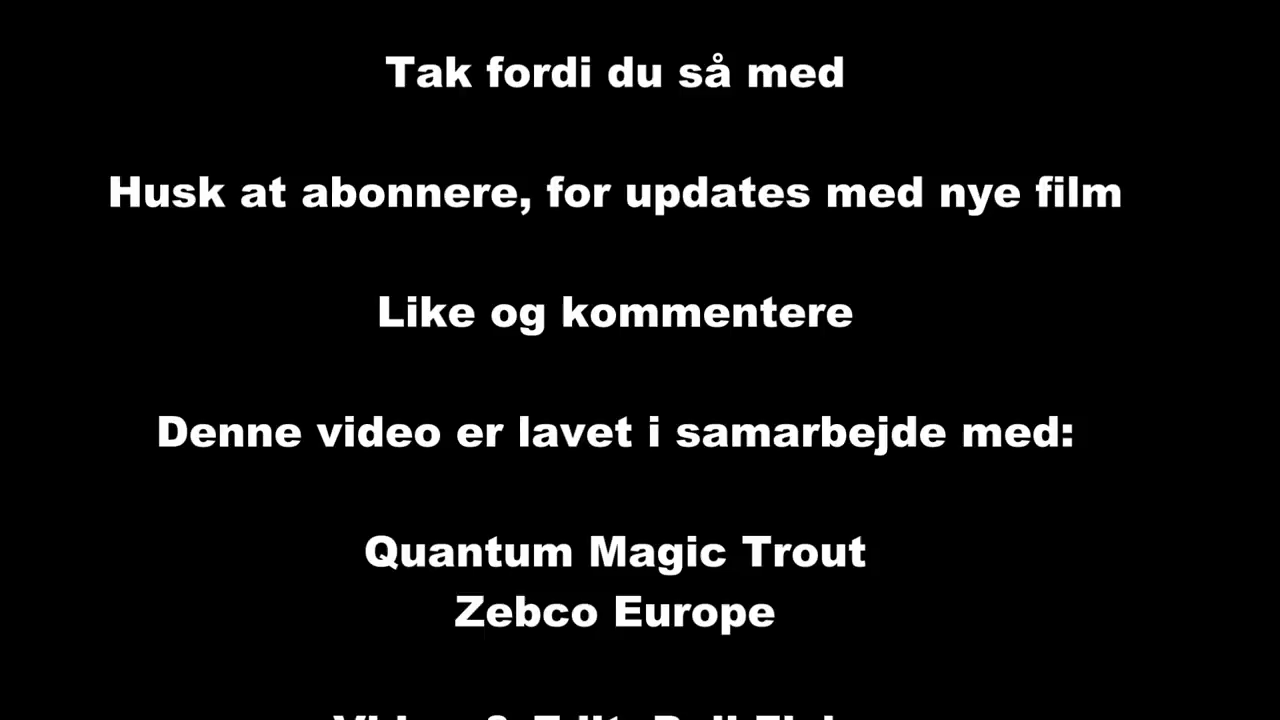 Tak fordi du så med
Husk at abonnere, for updates med nye film
Like og kommentere
Denne video er lavet i samarbejde med:
Quantum Magic Trout
Zebco Europe